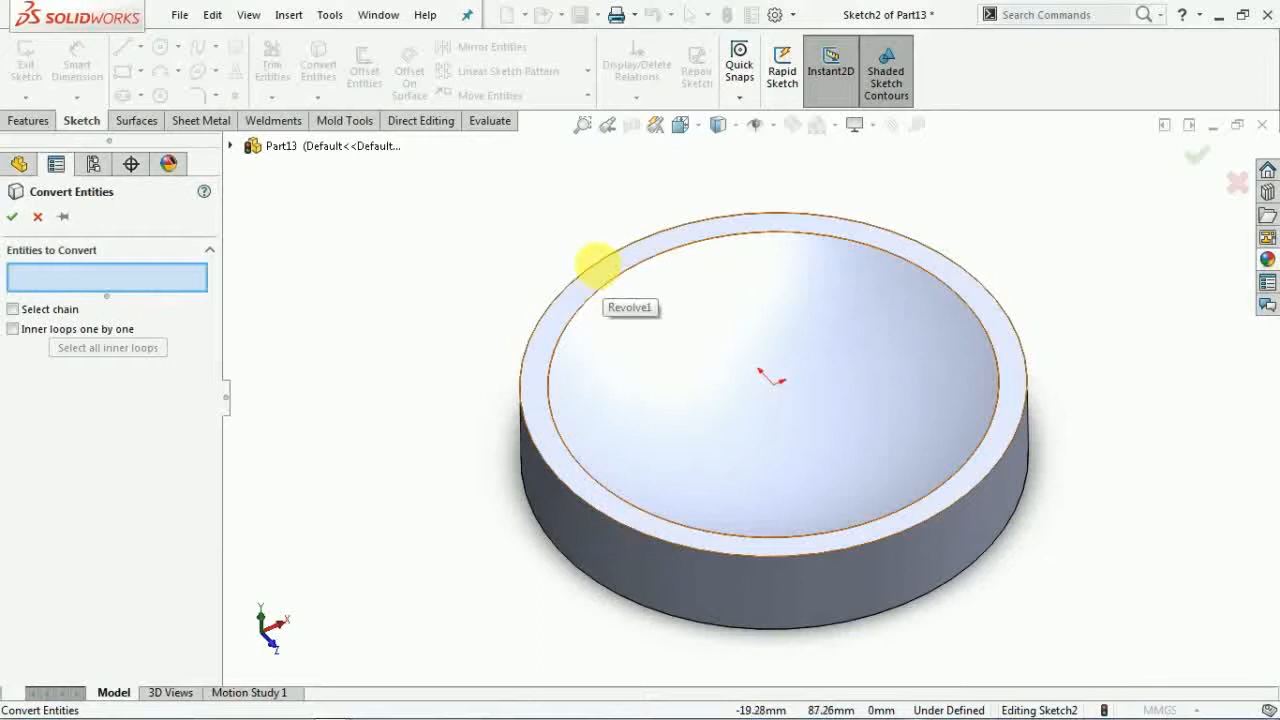 SOLIDWORKS File Edit View Insert Tools Window Help Sketch2 of Part13 * Search Commands ?
Exit Sketch Smart Dimension Trim Entities Convert Entities Offset Entities Offset On Surface Mirror Entities Linear Sketch Pattern Move Entities Display/Delete Relations Repair Sketch Quick Snaps Rapid Sketch Instant2D Shaded Sketch Contours
Features Sketch Surfaces Sheet Metal Weldments Mold Tools Direct Editing Evaluate
Part13 (Default<<Default...
Convert Entities ?
Entities to Convert
Select chain
Inner loops one by one
Select all inner loops
Revolve1
Y
X
Z
Model 3D Views Motion Study 1
Convert Entities -19.28mm 87.26mm 0mm Under Defined Editing Sketch2 MMGS